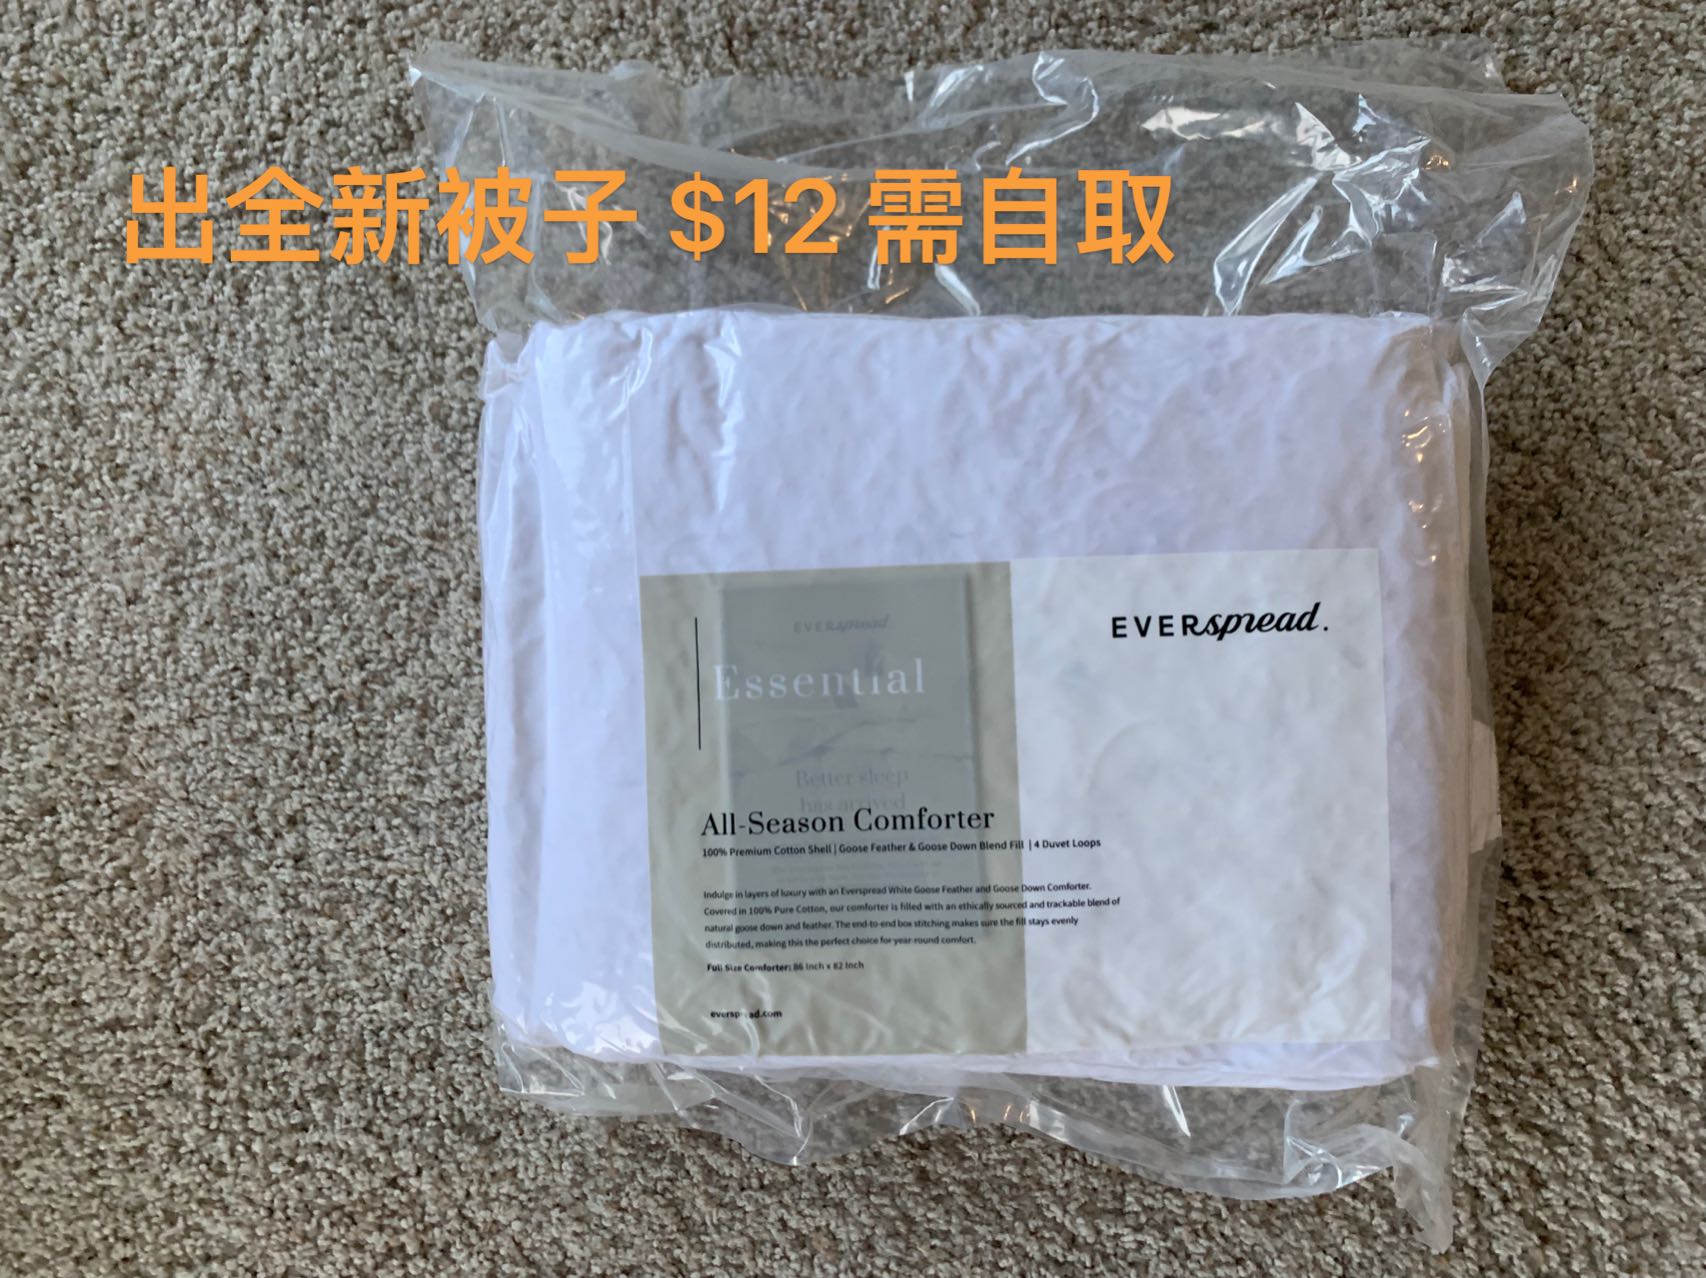 出全新被子 $12 需自取
EVERspread.
EVERspread
Essential
Better sleep
has arrived
All-Season Comforter
100% Premium Cotton Shell | Goose Feather & Goose Down Blend Fill | 4 Duvet Loops
Indulge in layers of luxury with an Everspread White Goose Feather and Goose Down Comforter.
Covered in 100% Pure Cotton, our comforter is filled with an ethically sourced and trackable blend of
natural goose down and feather. The end-to-end box stitching makes sure the fill stays evenly
distributed, making this the perfect choice for year-round comfort.
Full Size Comforter: 86 Inch x 82 Inch
everspread.com